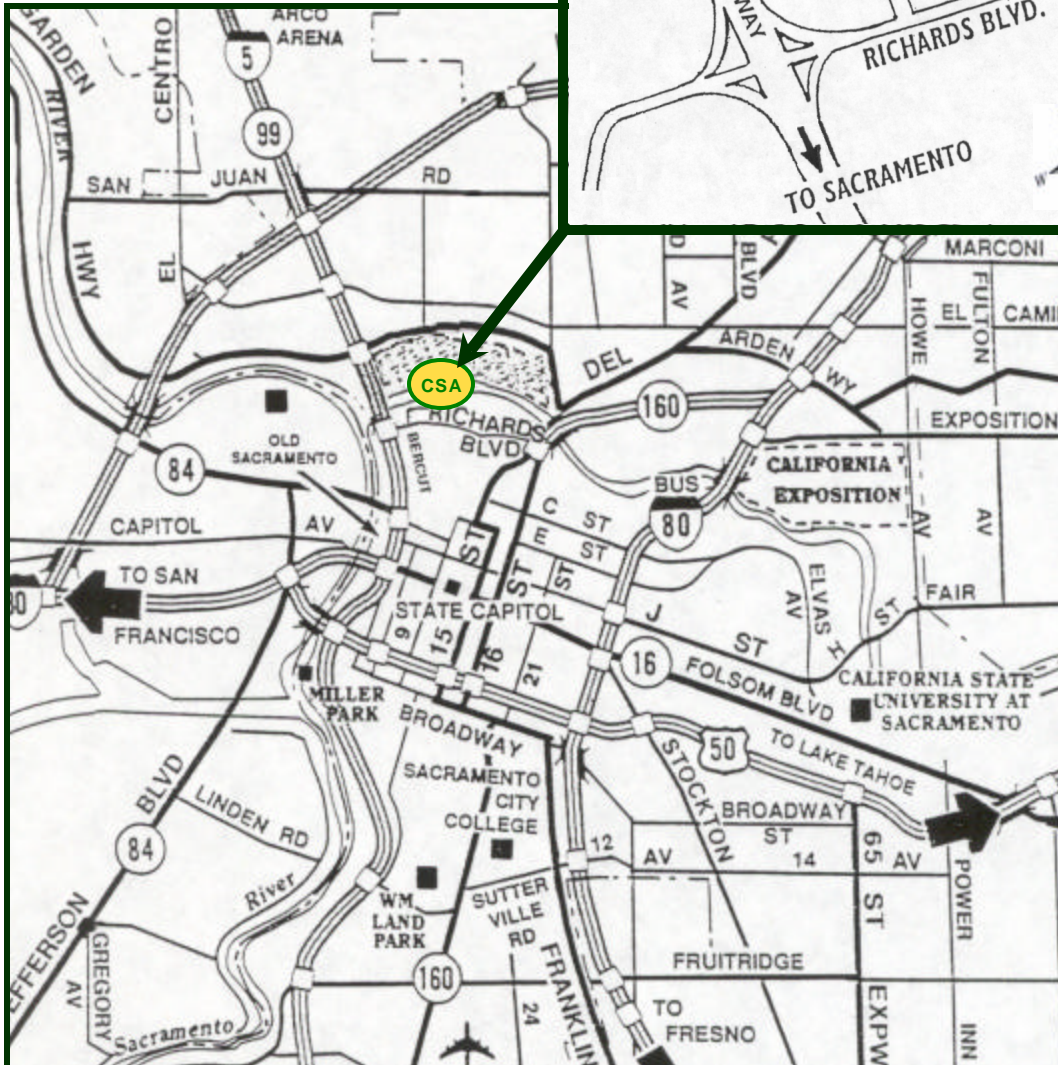 GARDEN
HWY
RIVER
CENTRO
EL
ARCO
ARENA
5
99
SAN JUAN RD
WAY
RICHARDS BLVD.
TO SACRAMENTO
W
AV
BLVD
MARCONI
FULTON
AV
HOWE
AV
EL CAMI
ARDEN
WY
DEL
160
EXPOSITION
CSA
RICHARDS
BLVD
BERCUT
OLD
SACRAMENTO
84
CALIFORNIA
EXPOSITION
BUS
80
CAPITOL AV
C ST
E ST
ST
ST
ST
TO SAN
FRANCISCO
80
STATE CAPITOL
9
15
16
21
J ST
ELVAS
AV
H ST
FAIR
16
FOLSOM BLVD
CALIFORNIA STATE
UNIVERSITY AT
SACRAMENTO
MILLER
PARK
BROADWAY
50
TO LAKE TAHOE
STOCKTON
SACRAMENTO
CITY
COLLEGE
BROADWAY
ST
12 AV
14 AV
65 ST
EXPW
POWER
INN
LINDEN RD
84
JEFFERSON BLVD
GREGORY
AV
River
Sacramento
WM
LAND
PARK
SUTTER
VILLE
RD
FRANKLIN
160
24
FRUITRIDGE
TO
FRESNO